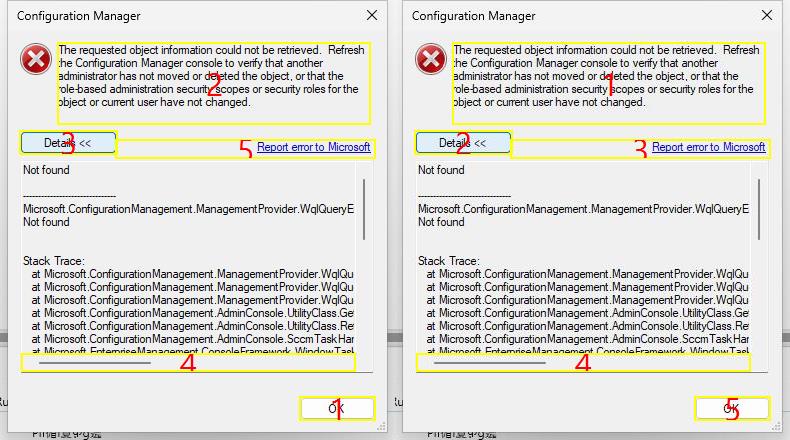 Configuration Manager
The requested object information could not be retrieved. Refresh
the Configuration Manager console to verify that another
administrator has not moved or deleted the object, or that the
role-based administration security scopes or security roles for the
object or current user have not changed.
2
Details <<
3
5
Report error to Microsoft
Not found
-------------------------------
Microsoft.ConfigurationManagement.ManagementProvider.WqlQueryE
Not found
Stack Trace:
at Microsoft.ConfigurationManagement.ManagementProvider.WqlQu
at Microsoft.ConfigurationManagement.ManagementProvider.WqlQu
at Microsoft.ConfigurationManagement.ManagementProvider.WqlQu
at Microsoft.ConfigurationManagement.AdminConsole.UtilityClass.Get
at Microsoft.ConfigurationManagement.AdminConsole.UtilityClass.Ret
at Microsoft.ConfigurationManagement.AdminConsole.SccmTaskHan
at Microsoft.EnterpriseManagement.ConsoleFramework.WindowTask
4
OK
1
Configuration Manager
The requested object information could not be retrieved. Refresh
the Configuration Manager console to verify that another
administrator has not moved or deleted the object, or that the
role-based administration security scopes or security roles for the
object or current user have not changed.
1
Details <<
2
3
Report error to Microsoft
Not found
-------------------------------
Microsoft.ConfigurationManagement.ManagementProvider.WqlQueryE
Not found
Stack Trace:
at Microsoft.ConfigurationManagement.ManagementProvider.WqlQu
at Microsoft.ConfigurationManagement.ManagementProvider.WqlQu
at Microsoft.ConfigurationManagement.ManagementProvider.WqlQu
at Microsoft.ConfigurationManagement.AdminConsole.UtilityClass.Get
at Microsoft.ConfigurationManagement.AdminConsole.UtilityClass.Ret
at Microsoft.ConfigurationManagement.AdminConsole.SccmTaskHan
at Microsoft.EnterpriseManagement.ConsoleFramework.WindowTask
4
OK
5